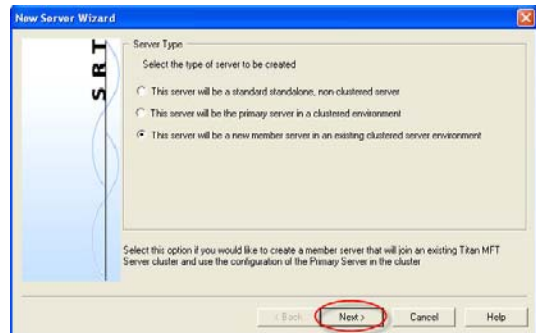 New Server Wizard
SRT
Server Type
Select the type of server to be created
This server will be a standard standalone, non-clustered server
This server will be the primary server in a clustered environment
This server will be a new member server in an existing clustered server environment
Select this option if you would like to create a member server that will join an existing Titan MFT
Server cluster and use the configuration of the Primary Server in the cluster
< Back
Next >
Cancel
Help